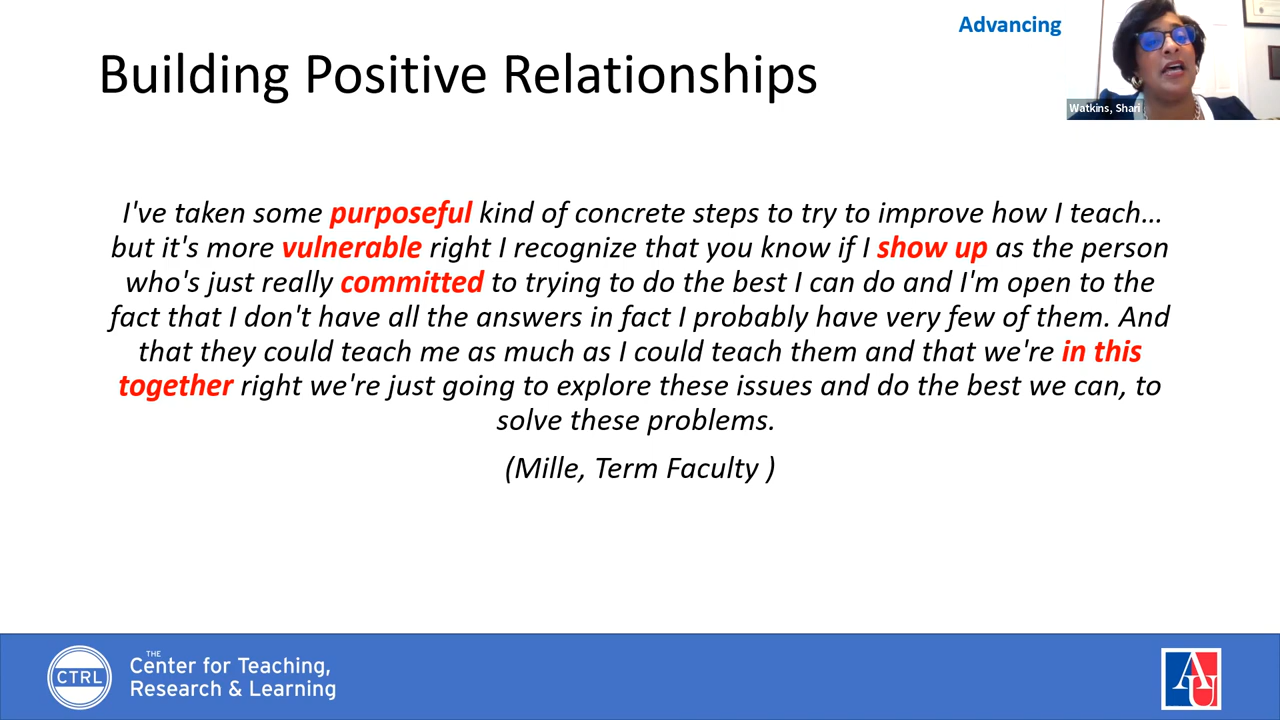 Advancing
Building Positive Relationships
Watkins, Shari
I've taken some purposeful kind of concrete steps to try to improve how I teach…
but it's more vulnerable right I recognize that you know if I show up as the person
who's just really committed to trying to do the best I can do and I'm open to the
fact that I don't have all the answers in fact I probably have very few of them. And
that they could teach me as much as I could teach them and that we're in this
together right we're just going to explore these issues and do the best we can, to
solve these problems.
(Mille, Term Faculty )
CTRL
THE
Center for Teaching,
Research & Learning
AU